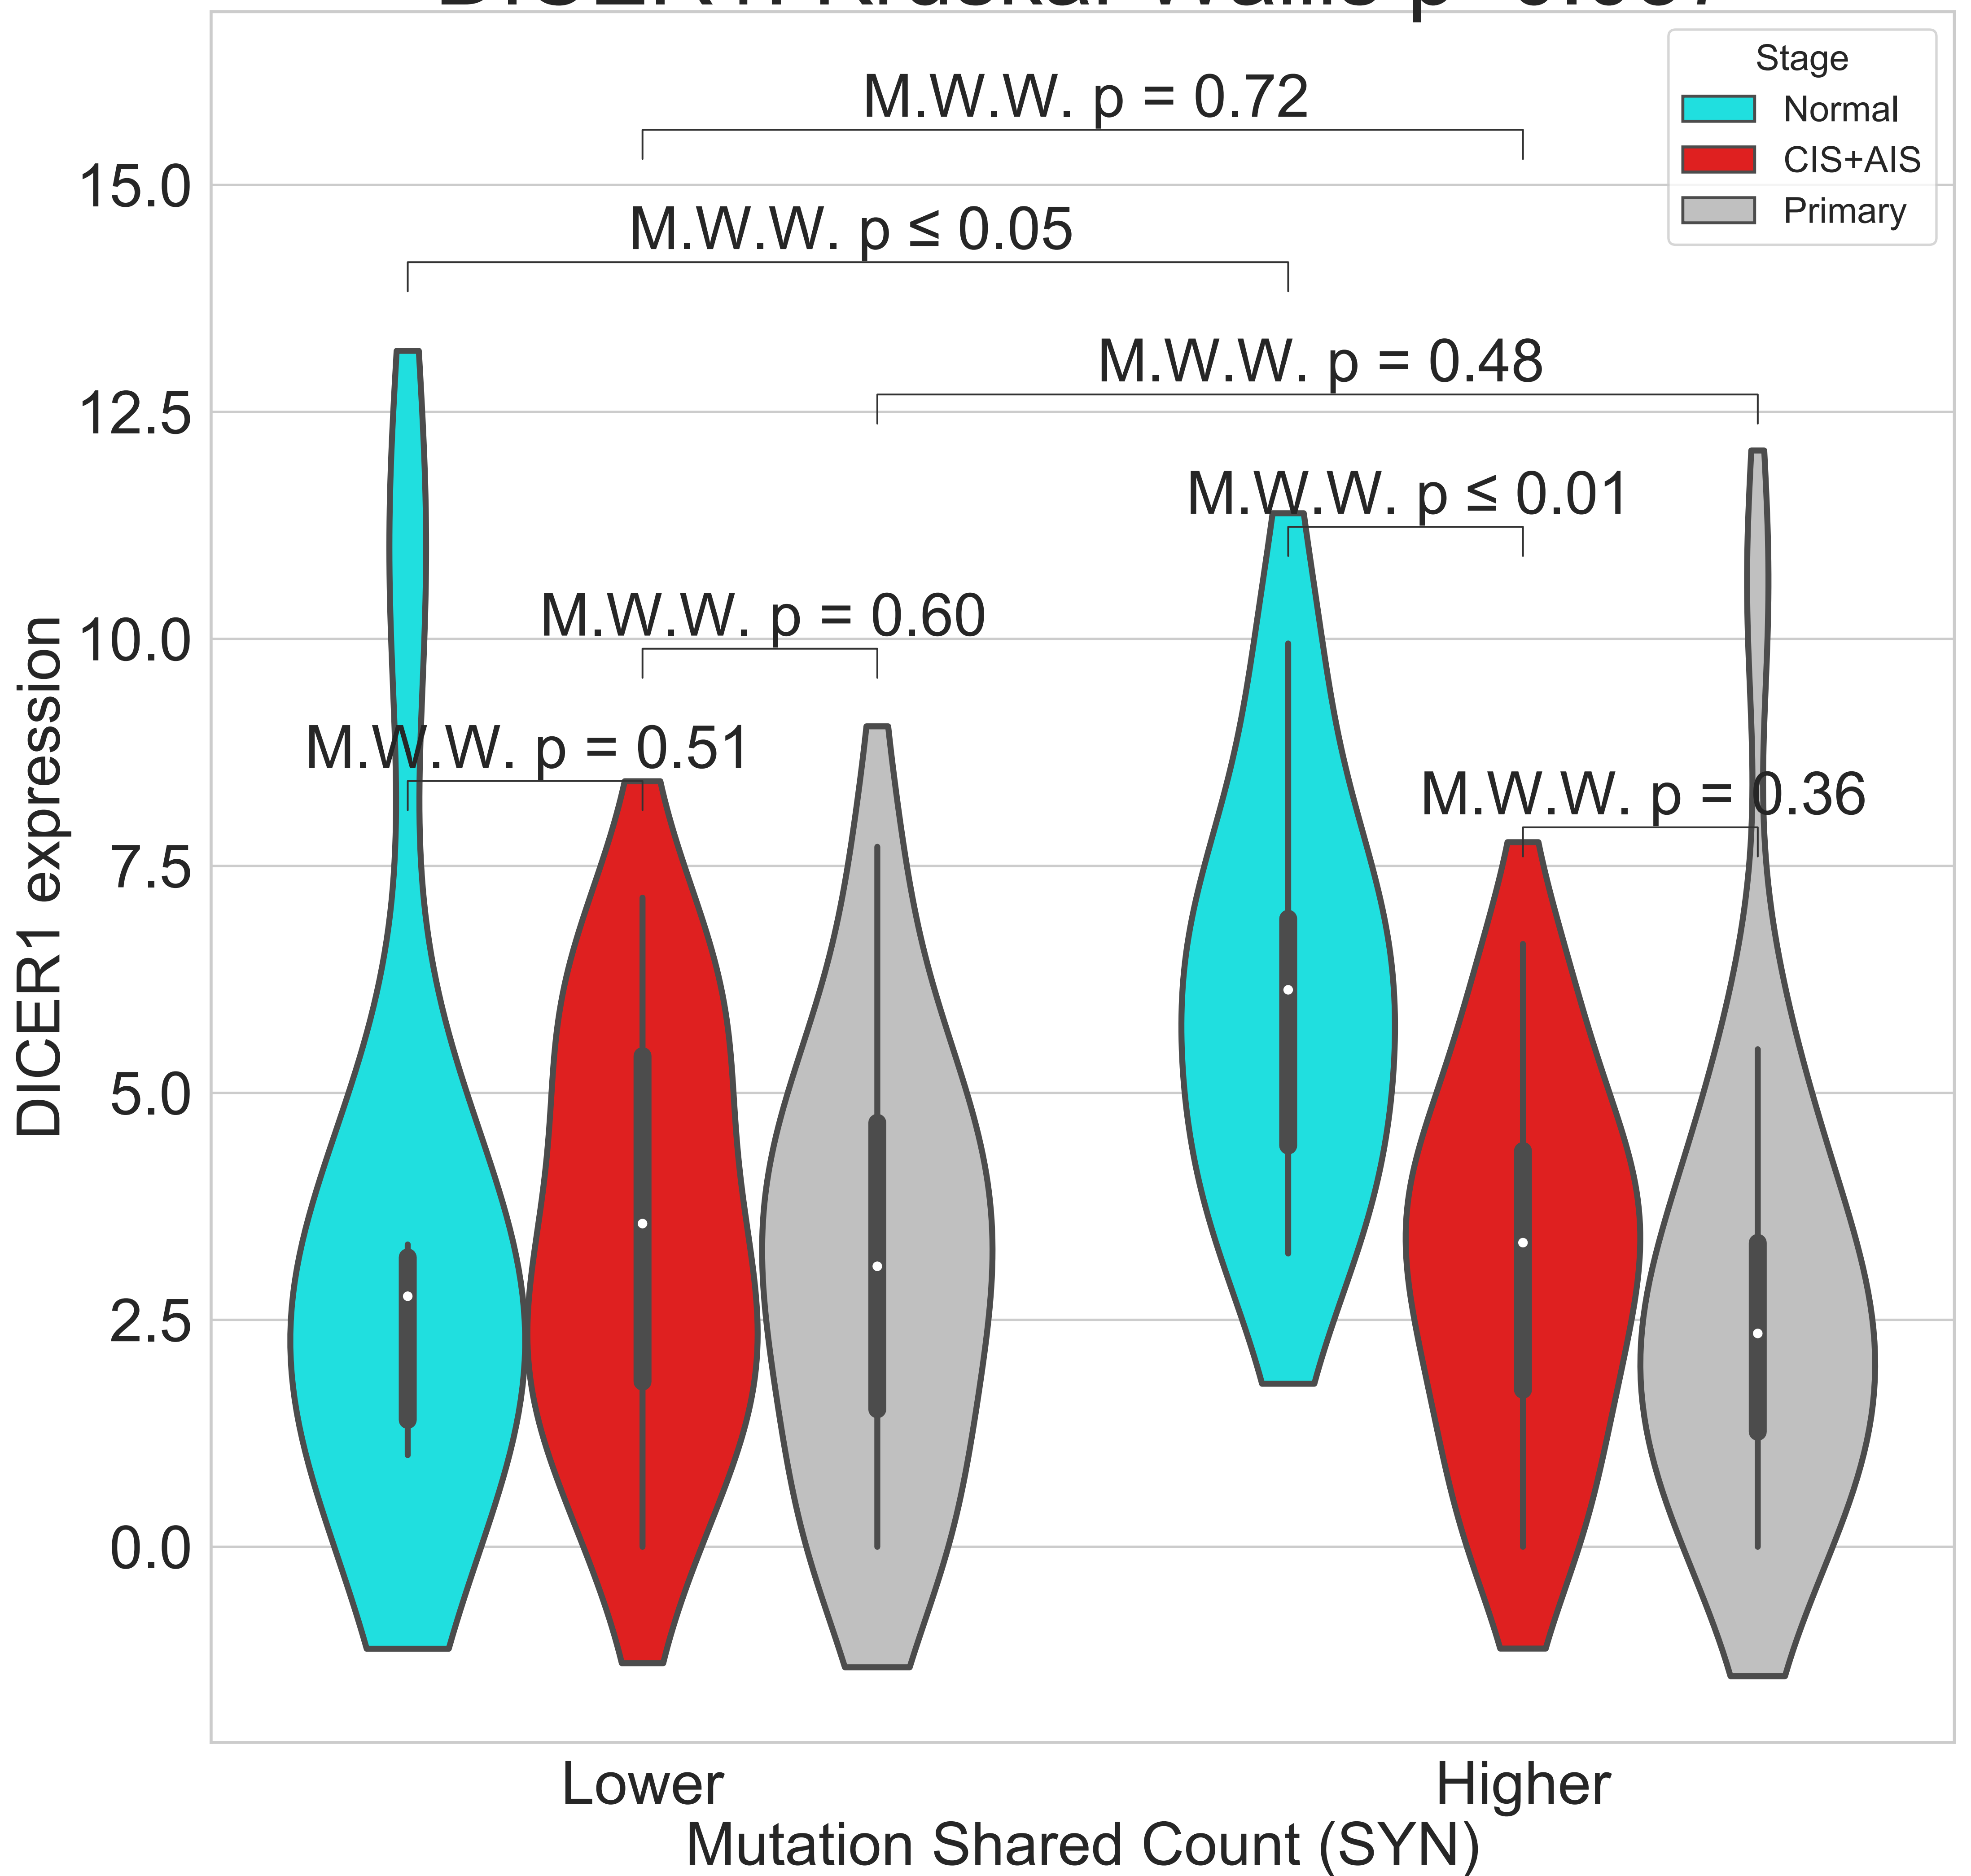 Stage
Normal
CIS+AIS
Primary
M.W.W. p = 0.72
M.W.W. p ≤ 0.05
M.W.W. p = 0.48
M.W.W. p ≤ 0.01
M.W.W. p = 0.60
M.W.W. p = 0.51
M.W.W. p = 0.36
15.0
12.5
10.0
7.5
5.0
2.5
0.0
DICER1 expression
Lower
Higher
Mutation Shared Count (SYN)